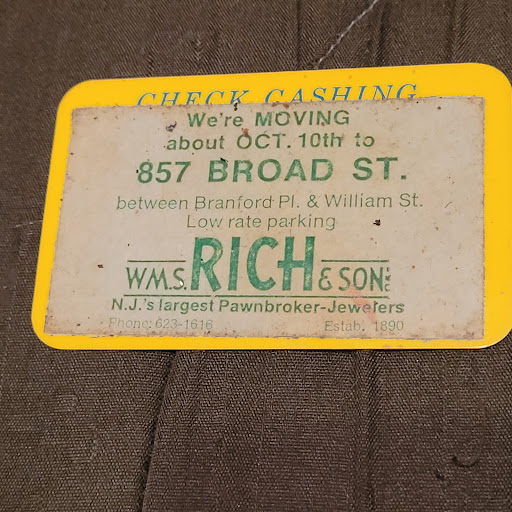 CHECK CASHING
We're MOVING
about OCT. 10th to
857 BROAD ST.
between Branford Pl. & William St.
Low rate parking
WM.S. RICH & SON INC
N.J.'s largest Pawnbroker-Jewelers
Phone: 623-1616 Estab. 1890